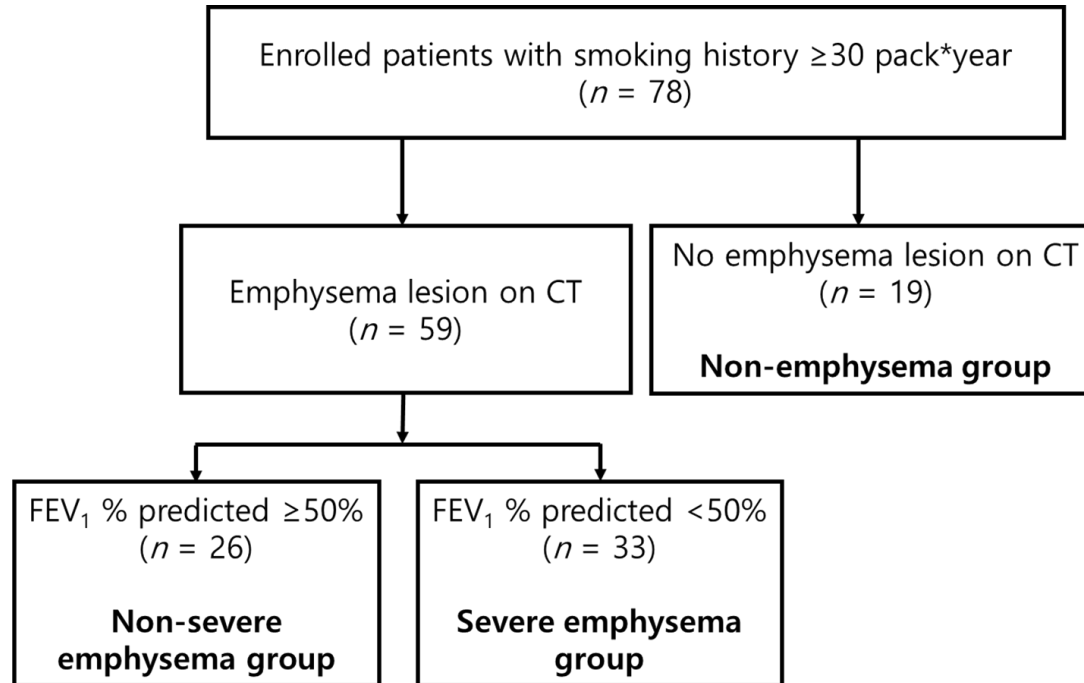 Enrolled patients with smoking history ≥30 pack*year
(n = 78)
Emphysema lesion on CT
(n = 59)
No emphysema lesion on CT
(n = 19)
Non-emphysema group
FEV₁ % predicted ≥50%
(n = 26)
Non-severe
emphysema group
FEV₁ % predicted <50%
(n = 33)
Severe emphysema
group